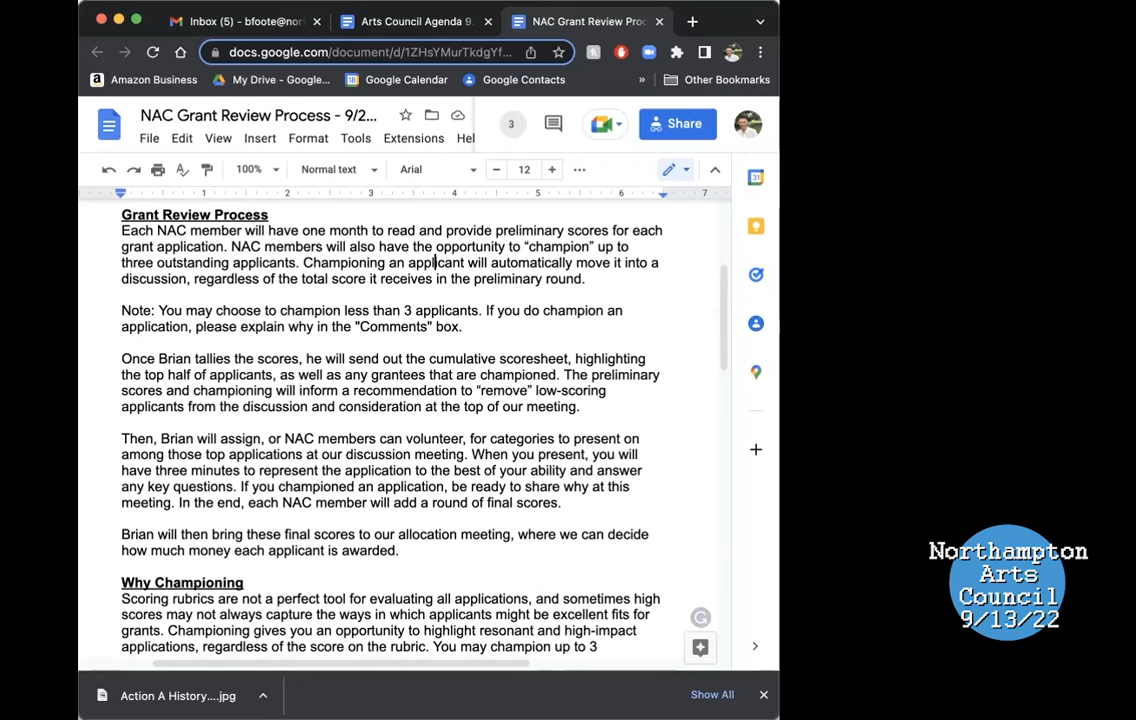 Inbox (5) - bfoote@nor
Arts Council Agenda 9.
NAC Grant Review Proc
docs.google.com/document/d/1ZHsYMurTkdgYf...
Amazon Business
My Drive - Google...
Google Calendar
Google Contacts
»
Other Bookmarks
NAC Grant Review Process - 9/2...
3
Share
File Edit View Insert Format Tools Extensions Hel
100% Normal text Arial 12
1 2 3 4 5 6 7
Grant Review Process
Each NAC member will have one month to read and provide preliminary scores for each
grant application. NAC members will also have the opportunity to “champion” up to
three outstanding applicants. Championing an applicant will automatically move it into a
discussion, regardless of the total score it receives in the preliminary round.
Note: You may choose to champion less than 3 applicants. If you do champion an
application, please explain why in the "Comments" box.
Once Brian tallies the scores, he will send out the cumulative scoresheet, highlighting
the top half of applicants, as well as any grantees that are championed. The preliminary
scores and championing will inform a recommendation to “remove” low-scoring
applicants from the discussion and consideration at the top of our meeting.
Then, Brian will assign, or NAC members can volunteer, for categories to present on
among those top applications at our discussion meeting. When you present, you will
have three minutes to represent the application to the best of your ability and answer
any key questions. If you championed an application, be ready to share why at this
meeting. In the end, each NAC member will add a round of final scores.
Brian will then bring these final scores to our allocation meeting, where we can decide
how much money each applicant is awarded.
Why Championing
Scoring rubrics are not a perfect tool for evaluating all applications, and sometimes high
scores may not always capture the ways in which applicants might be excellent fits for
grants. Championing gives you an opportunity to highlight resonant and high-impact
applications, regardless of the score on the rubric. You may champion up to 3
Action A History....jpg
Show All
Northampton
Arts
Council
9/13/22